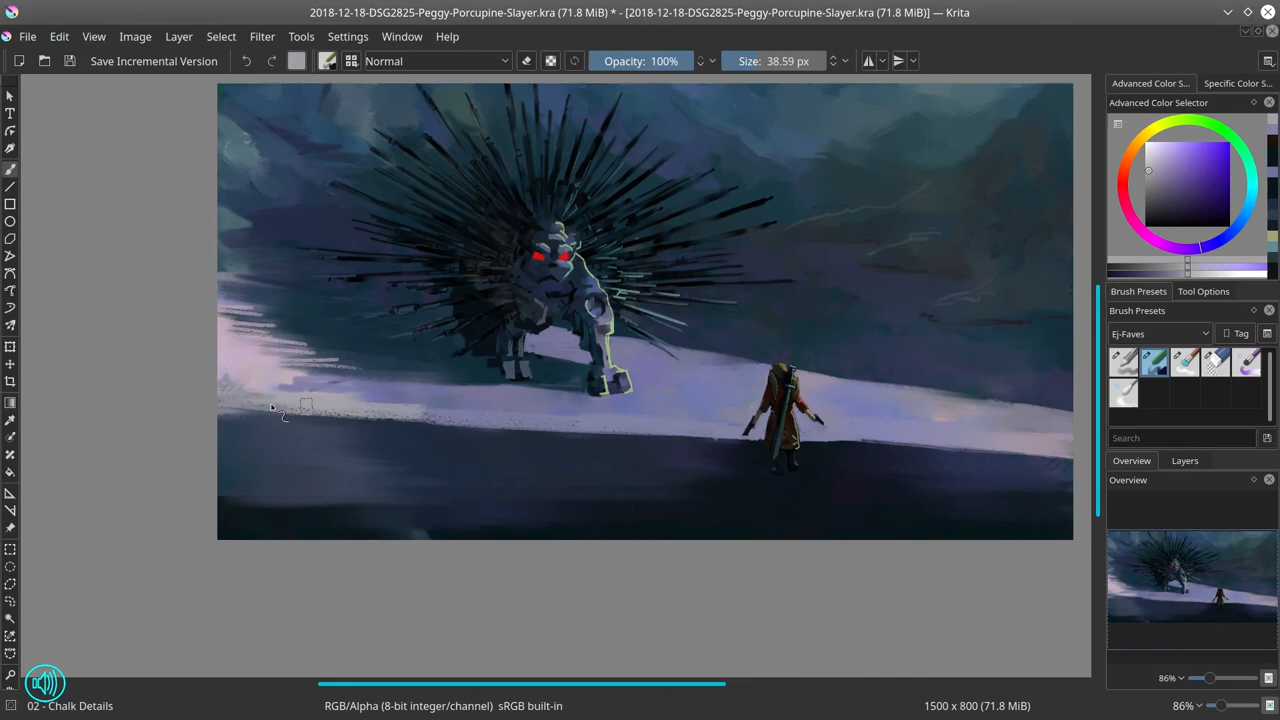 2018-12-18-DSG2825-Peggy-Porcupine-Slayer.kra (71.8 MiB) * - [2018-12-18-DSG2825-Peggy-Porcupine-Slayer.kra (71.8 MiB)] — Krita
File Edit View Image Layer Select Filter Tools Settings Window Help
Save Incremental Version Normal Opacity: 100% Size: 38.59 px
Advanced Color S... Specific Color S...
Advanced Color Selector
Brush Presets Tool Options
Brush Presets
Ej-Faves Tag
Search
Overview Layers
Overview
86%
02 - Chalk Details RGB/Alpha (8-bit integer/channel) sRGB built-in 1500 x 800 (71.8 MiB) 86%